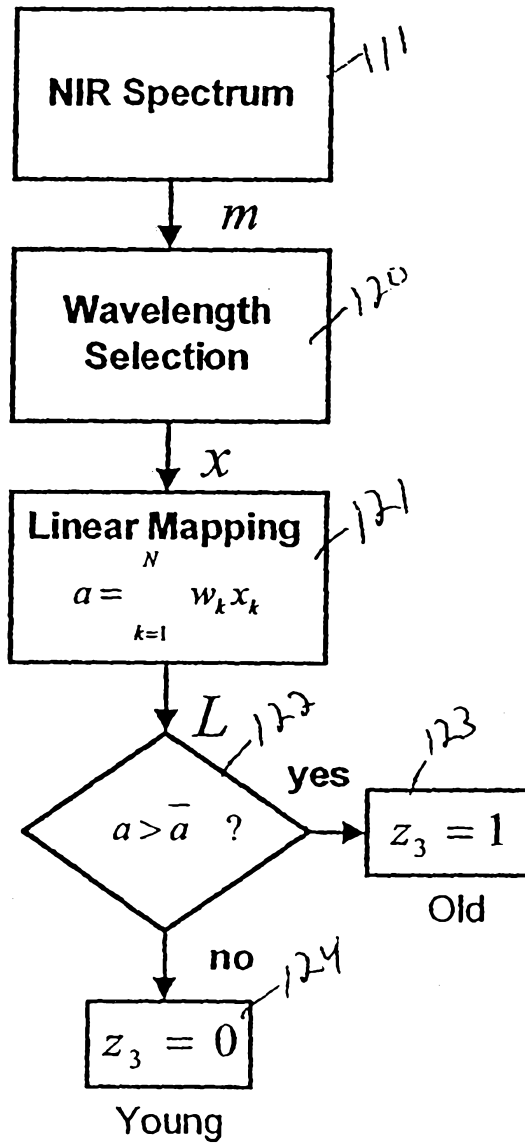 NIR Spectrum
111
m
Wavelength
Selection
120
x
Linear Mapping
121
N
a = w_k x_k
k=1
L
122
yes
123
a > a̅ ?
z_3 = 1
Old
no
124
z_3 = 0
Young